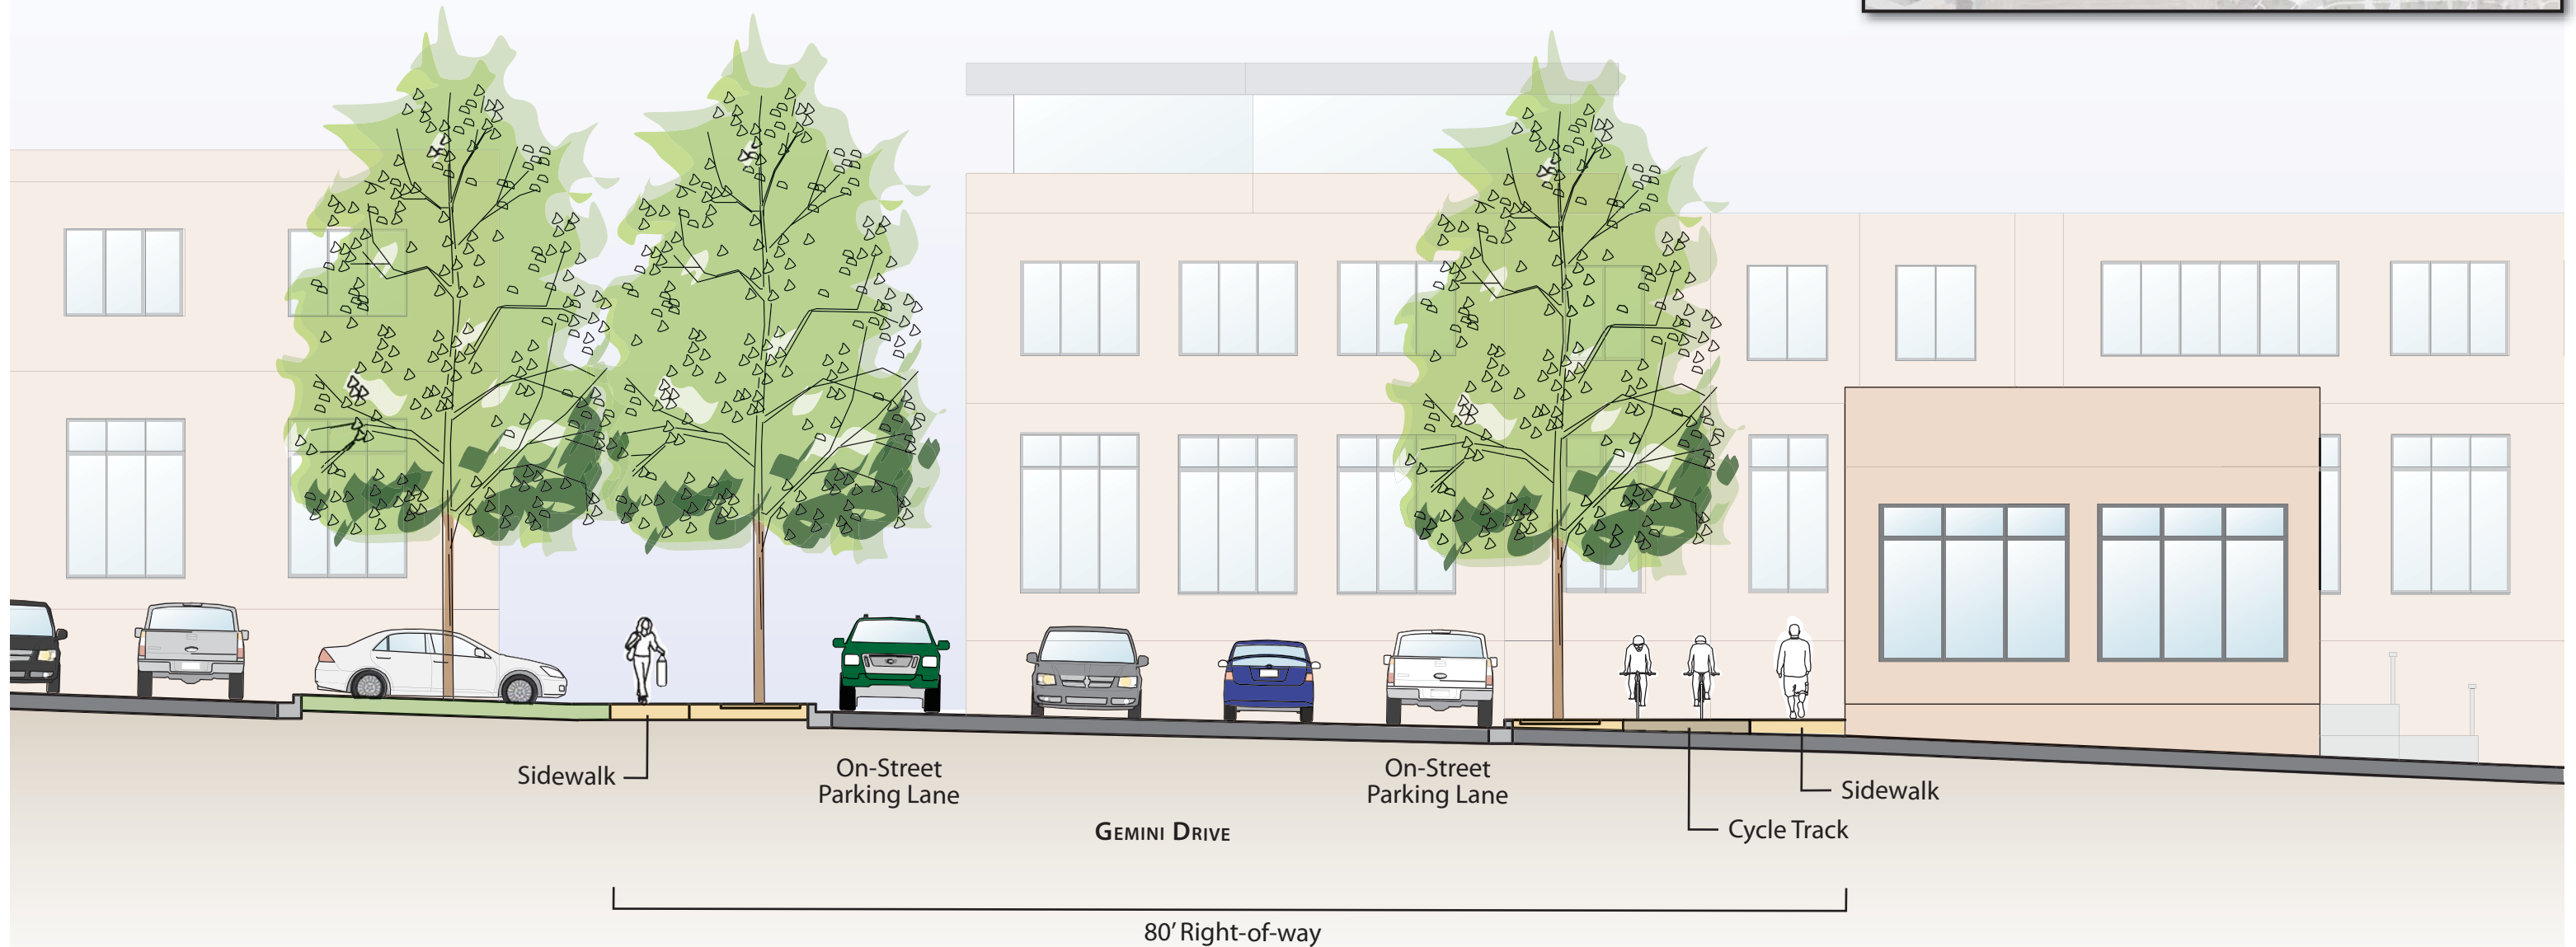 Sidewalk
On-Street
Parking Lane
On-Street
Parking Lane
Sidewalk
Cycle Track
GEMINI DRIVE
80' Right-of-way